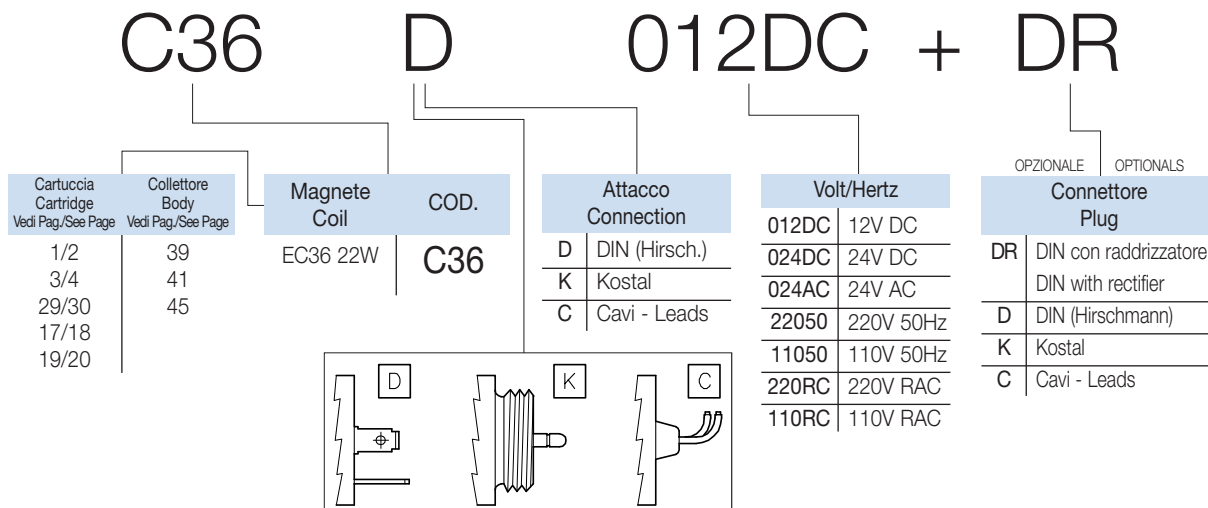 C36 D 012DC + DR
OPZIONALE OPTIONALS
Cartuccia
Cartridge
Vedi Pag./See Page
Collettore
Body
Vedi Pag./See Page
1/2 39
3/4 41
29/30 45
17/18
19/20
Magnete
Coil
COD.
EC36 22W C36
Attacco
Connection
D DIN (Hirsch.)
K Kostal
C Cavi - Leads
Volt/Hertz
012DC 12V DC
024DC 24V DC
024AC 24V AC
22050 220V 50Hz
11050 110V 50Hz
220RC 220V RAC
110RC 110V RAC
Connettore
Plug
DR DIN con raddrizzatore
DIN with rectifier
D DIN (Hirschmann)
K Kostal
C Cavi - Leads
D K C